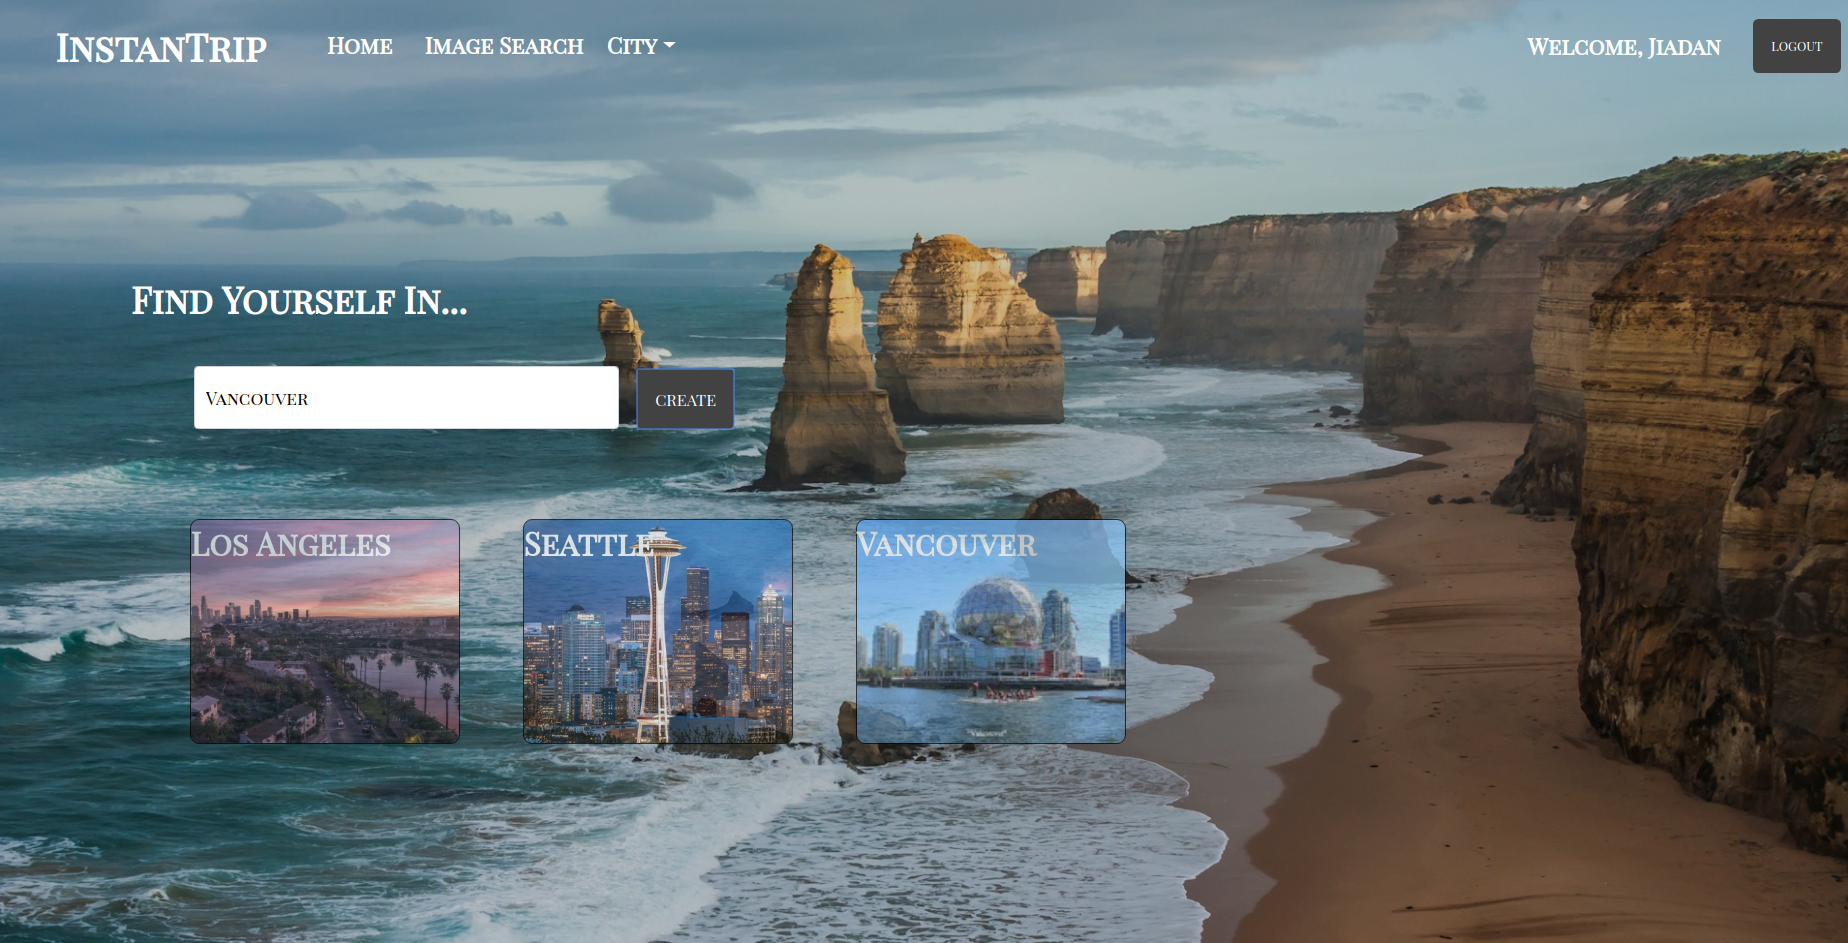 InstanTrip
Home
Image Search
City
Welcome, Jiadan
LOGOUT
Find Yourself In...
Vancouver
CREATE
Los Angeles
Seattle
Vancouver